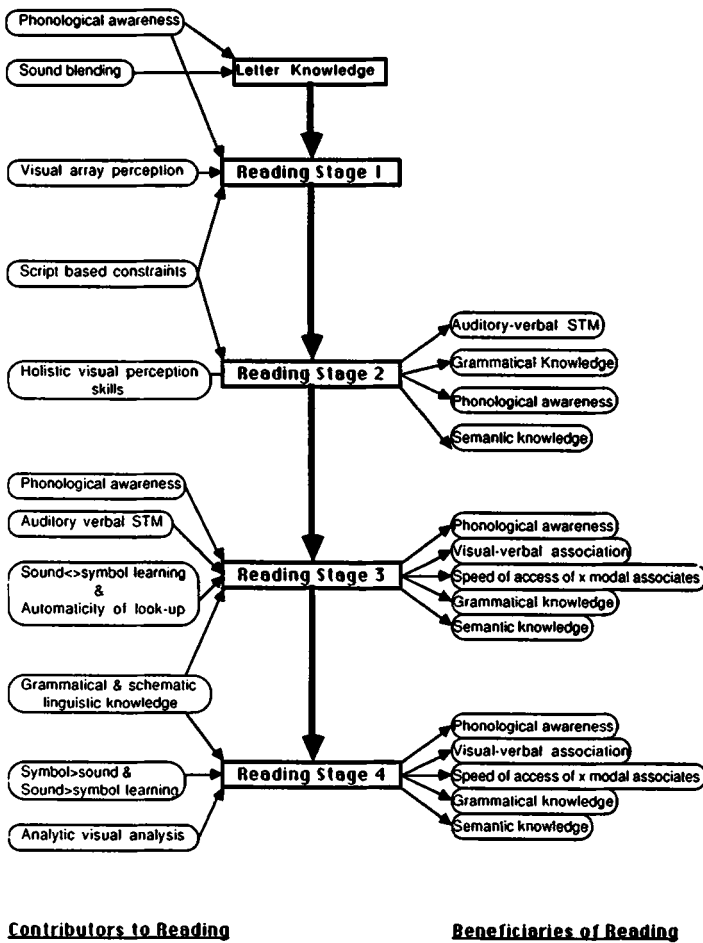 Phonological awareness
Letter Knowledge
Sound blending
Visual array perception
Reading Stage 1
Script based constraints
Auditory-verbal STM
Grammatical Knowledge
Holistic visual perception
skills
Reading Stage 2
Phonological awareness
Semantic knowledge
Phonological awareness
Auditory verbal STM
Sound<>symbol learning
&
Automaticity of look-up
Reading Stage 3
Phonological awareness
Visual-verbal association
Speed of access of x modal associates
Grammatical knowledge
Semantic knowledge
Grammatical & schematic
linguistic knowledge
Symbol>sound &
Sound>symbol learning
Analytic visual analysis
Reading Stage 4
Phonological awareness
Visual-verbal association
Speed of access of x modal associates
Grammatical knowledge
Semantic knowledge
Contributors to Reading
Beneficiaries of Reading